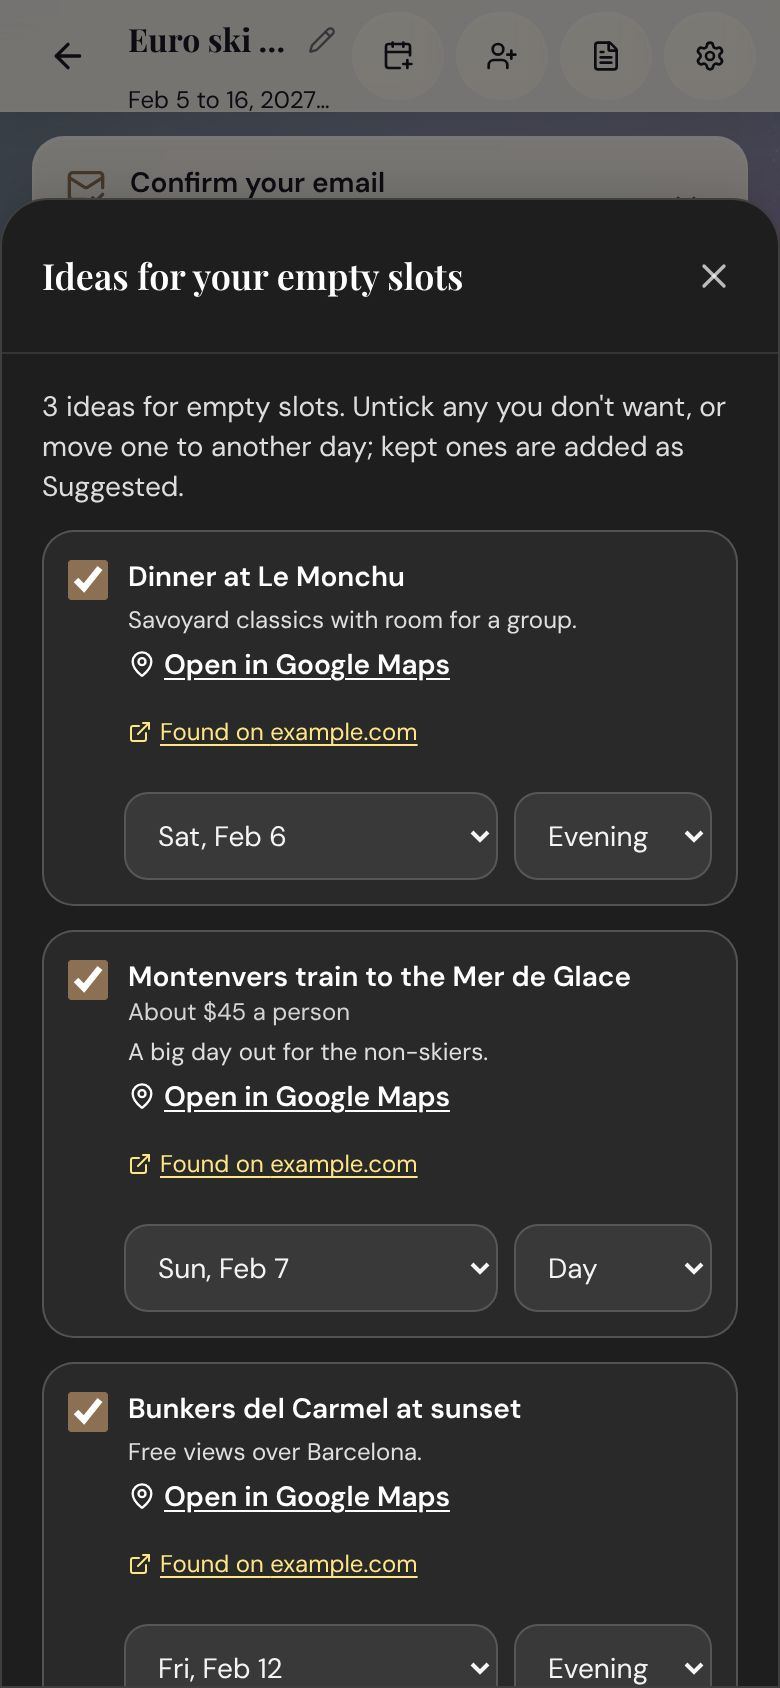 Euro ski ...
Feb 5 to 16, 2027...
Confirm your email
Ideas for your empty slots
3 ideas for empty slots. Untick any you don't want, or
move one to another day; kept ones are added as
Suggested.
Dinner at Le Monchu
Savoyard classics with room for a group.
Open in Google Maps
Found on example.com
Sat, Feb 6
Evening
Montenvers train to the Mer de Glace
About $45 a person
A big day out for the non-skiers.
Open in Google Maps
Found on example.com
Sun, Feb 7
Day
Bunkers del Carmel at sunset
Free views over Barcelona.
Open in Google Maps
Found on example.com
Fri, Feb 12
Evening